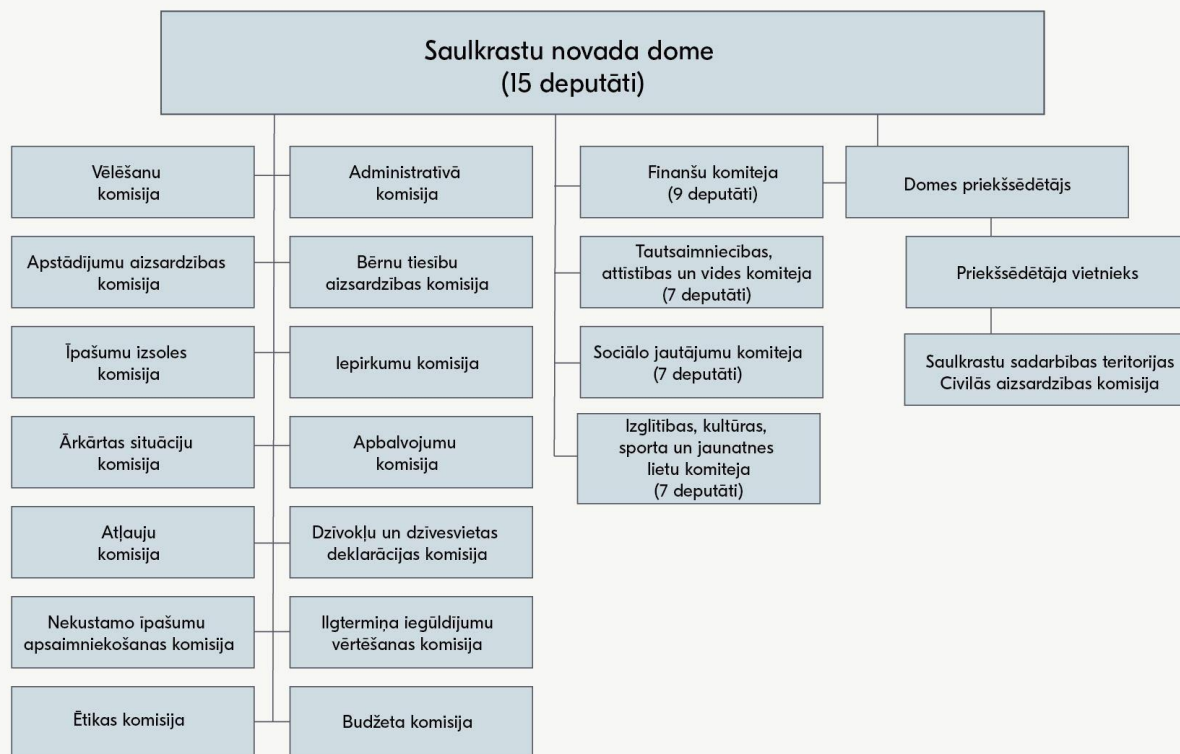 Saulkrastu novada dome
(15 deputāti)
Vēlēšanu
komisija
Administratīvā
komisija
Finanšu komiteja
(9 deputāti)
Domes priekšsēdētājs
Apstādījumu aizsardzības
komisija
Bērnu tiesību
aizsardzības komisija
Tautsaimniecības,
attīstības un vides komiteja
(7 deputāti)
Priekšsēdētāja vietnieks
Īpašumu izsoles
komisija
Iepirkumu komisija
Sociālo jautājumu komiteja
(7 deputāti)
Saulkrastu sadarbības teritorijas
Civilās aizsardzības komisija
Ārkārtas situāciju
komisija
Apbalvojumu
komisija
Izglītības, kultūras,
sporta un jaunatnes
lietu komiteja
(7 deputāti)
Atļauju
komisija
Dzīvokļu un dzīvesvietas
deklarācijas komisija
Nekustamo īpašumu
apsaimniekošanas komisija
Ilgtermiņa iegūldījumu
vērtēšanas komisija
Ētikas komisija
Budžeta komisija